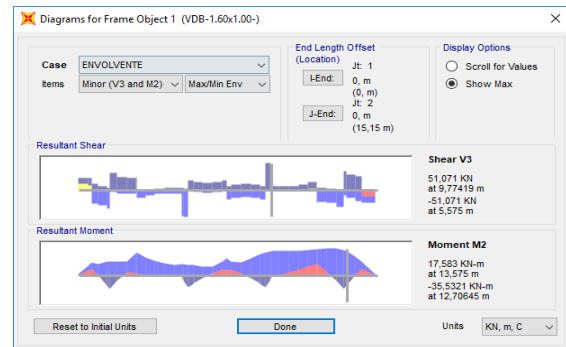 Diagrams for Frame Object 1 (VDB-1.60x1.00-)
Case ENVOLVENTE
Items Minor (V3 and M2) Max/Min Env
End Length Offset
(Location)
Jt: 1
I-End: 0, m
(0, m)
Jt: 2
J-End: 0, m
(15,15 m)
Display Options
Scroll for Values
Show Max
Resultant Shear
Shear V3
51,071 KN
at 9,77419 m
-51,071 KN
at 5,575 m
Resultant Moment
Moment M2
17,583 KN-m
at 13,575 m
-35,5321 KN-m
at 12,70645 m
Reset to Initial Units
Done
Units KN, m, C